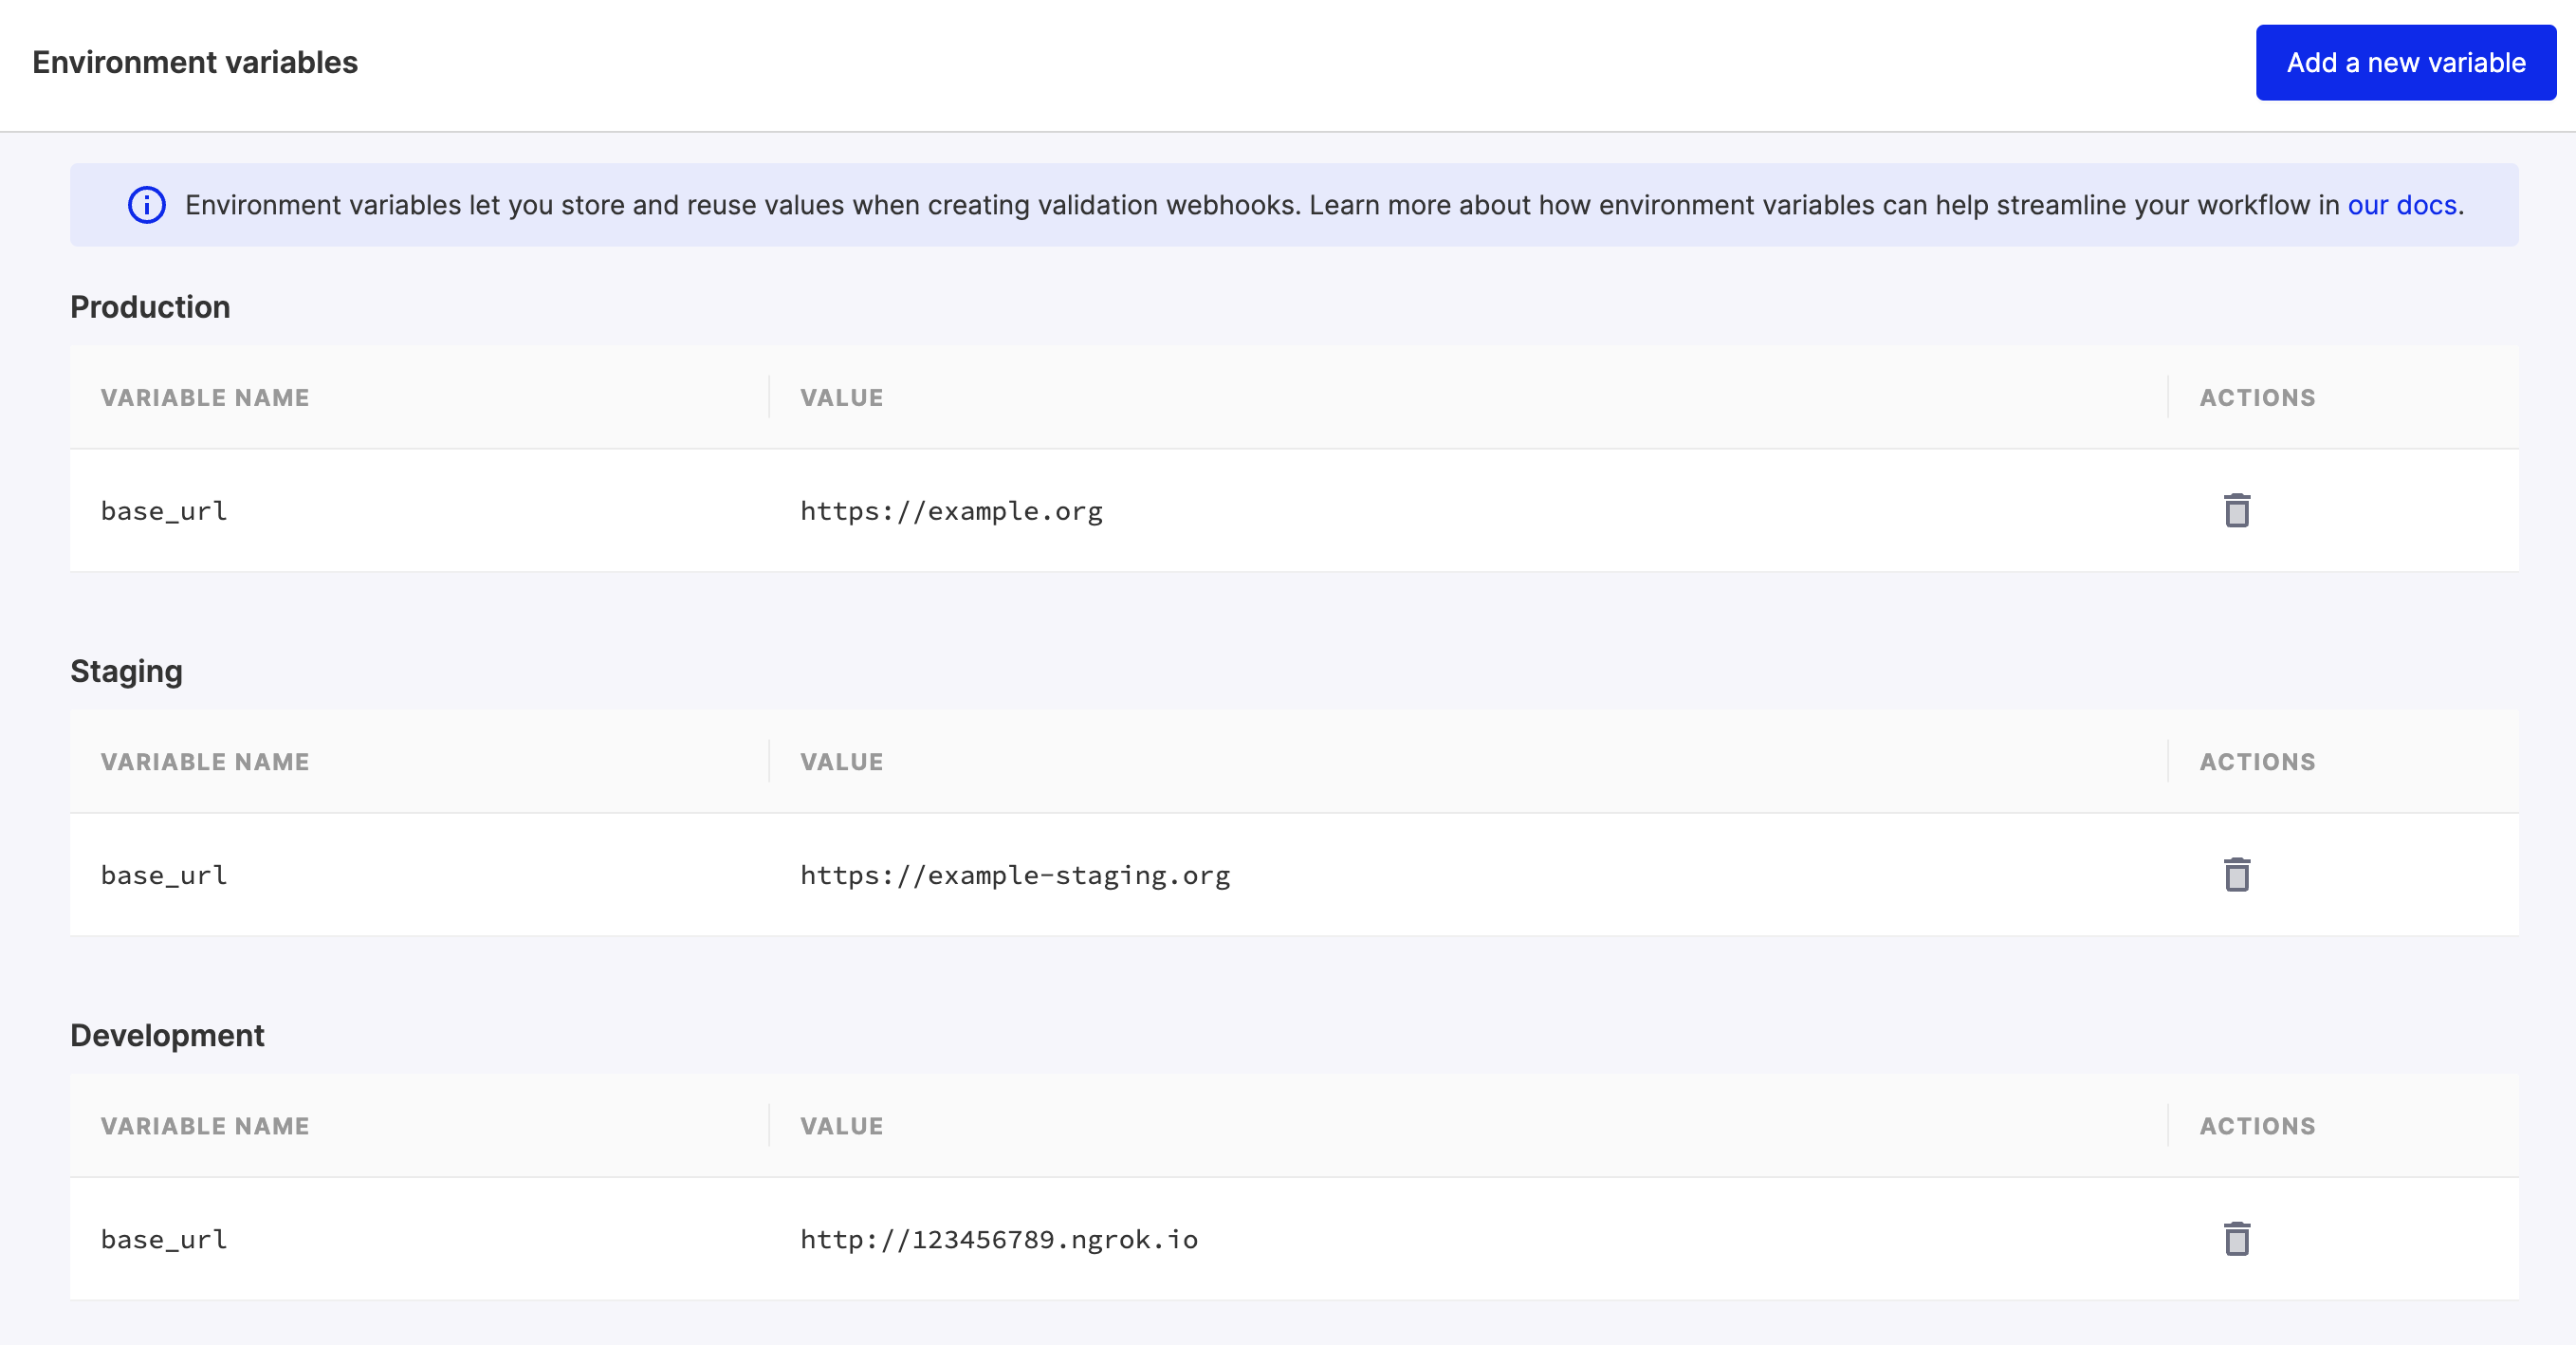 Environment variables
Add a new variable
Environment variables let you store and reuse values when creating validation webhooks. Learn more about how environment variables can help streamline your workflow in our docs.
Production
VARIABLE NAME VALUE ACTIONS
base_url https://example.org
Staging
VARIABLE NAME VALUE ACTIONS
base_url https://example-staging.org
Development
VARIABLE NAME VALUE ACTIONS
base_url http://123456789.ngrok.io